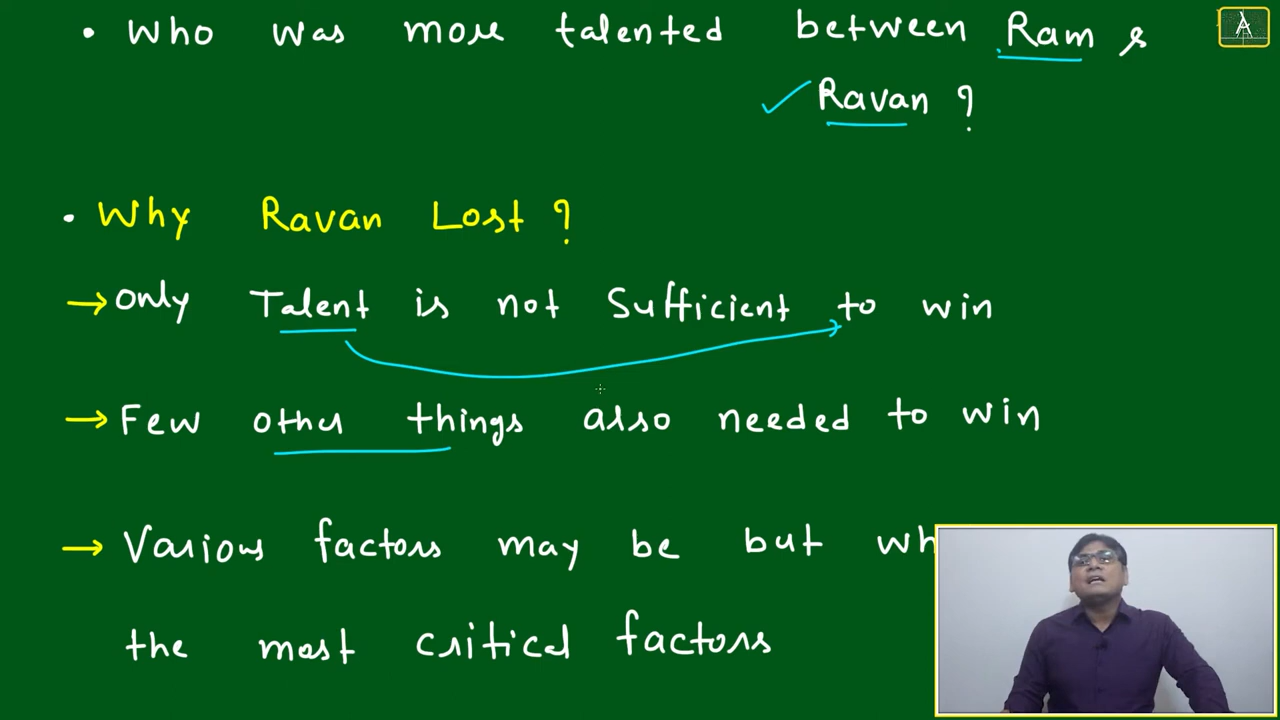 • Who was more talented between Ram &
Ravan ?
• Why Ravan Lost ?
→ Only Talent is not Sufficient to win
→ Few other things also needed to win
→ Various factors may be but wh
the most critical factors